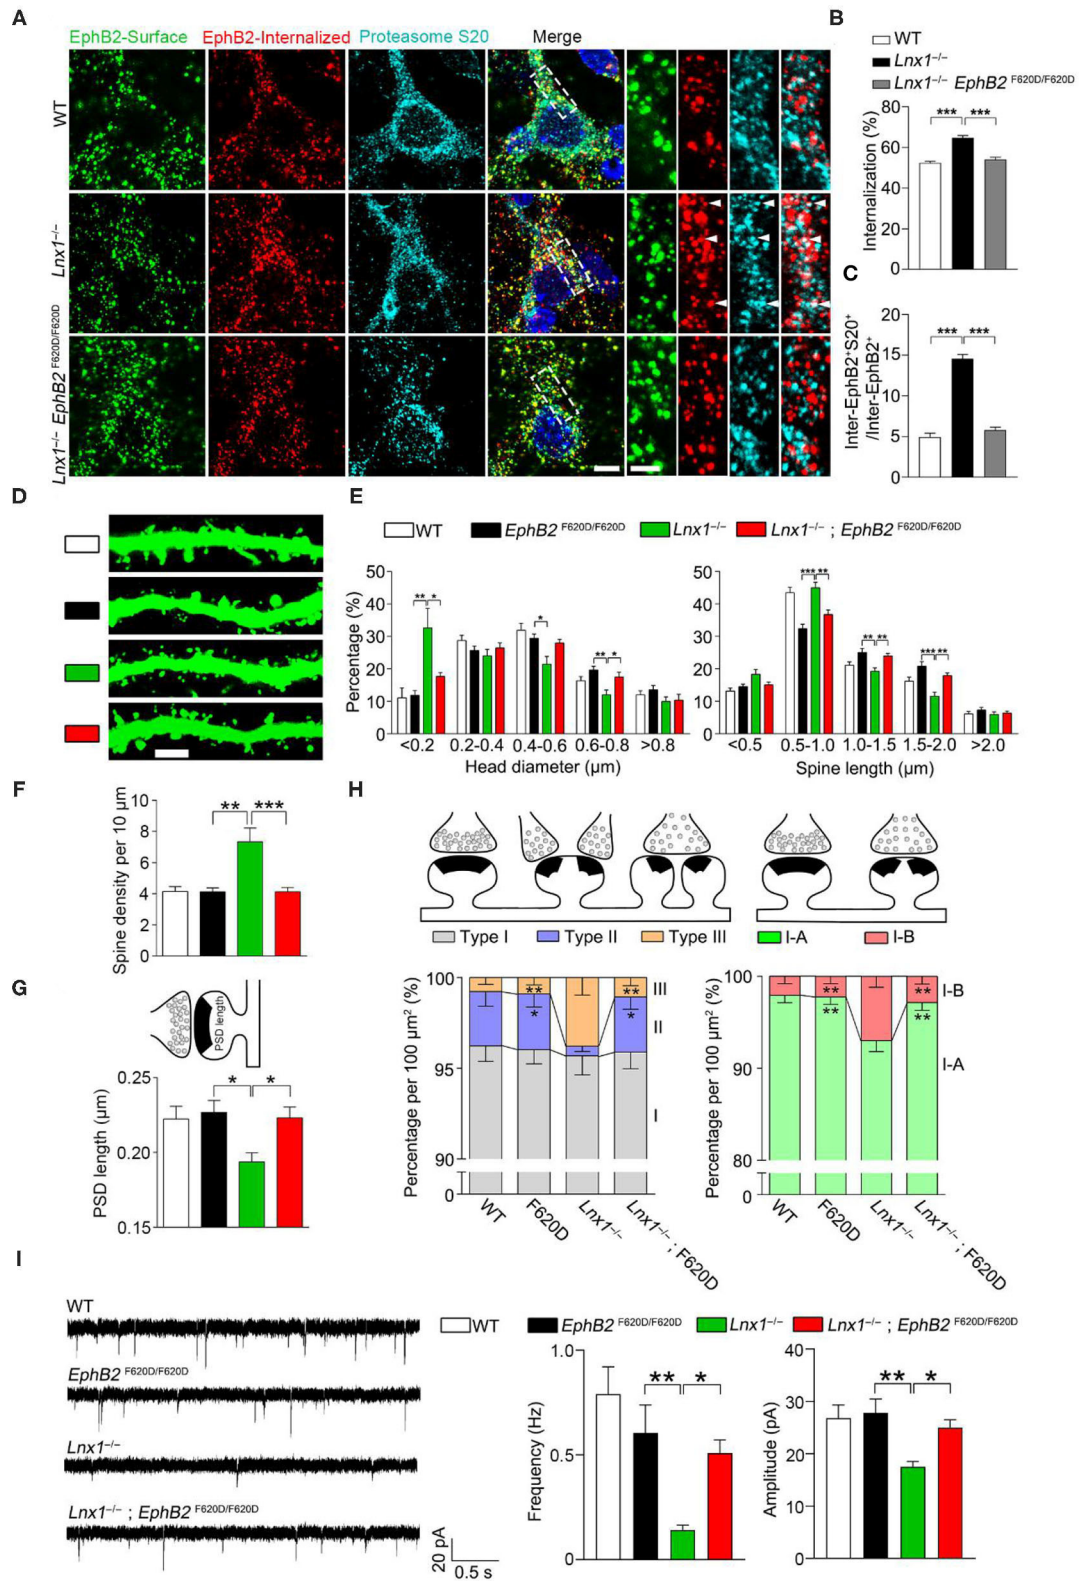 A
EphB2-Surface EphB2-Internalized Proteasome S20 Merge
WT
Lnx1–/–
Lnx1–/– EphB2 F620D/F620D
B
WT
Lnx1–/–
Lnx1–/– EphB2 F620D/F620D
Internalization (%)
80
60
40
20
0
*** ***
C
Inter-EphB2+S20+
/Inter-EphB2+
20
15
10
5
0
*** ***
D
E
WT EphB2 F620D/F620D Lnx1–/– Lnx1–/– ; EphB2 F620D/F620D
Percentage (%)
50
40
30
20
10
0
** *
*
** *
<0.2 0.2-0.4 0.4-0.6 0.6-0.8 >0.8
Head diameter (μm)
50
40
30
20
10
0
*** **
** **
*** **
<0.5 0.5-1.0 1.0-1.5 1.5-2.0 >2.0
Spine length (μm)
F
Spine density per 10 μm
10
8
6
4
2
0
** ***
G
PSD length
PSD length (μm)
0.25
0.20
0.15
* *
H
Type I Type II Type III I-A I-B
Percentage per 100 μm2 (%)
100
95
90
0
** **
* *
III
II
I
WT F620D Lnx1–/– Lnx1–/– ; F620D
Percentage per 100 μm2 (%)
100
90
80
0
** **
** **
I-B
I-A
WT F620D Lnx1–/– Lnx1–/– ; F620D
I
WT
EphB2 F620D/F620D
Lnx1–/–
Lnx1–/– ; EphB2 F620D/F620D
20 pA
0.5 s
WT EphB2 F620D/F620D Lnx1–/– Lnx1–/– ; EphB2 F620D/F620D
Frequency (Hz)
1.0
0.5
0
** *
Amplitude (pA)
40
30
20
10
0
** *